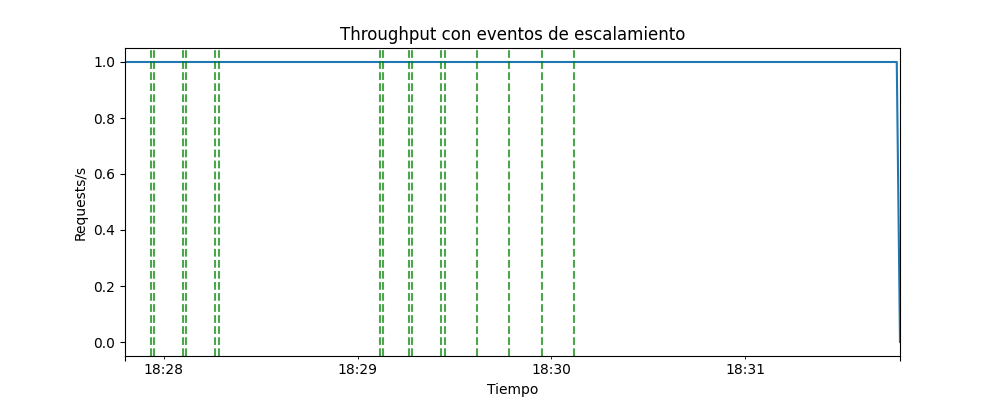 Throughput con eventos de escalamiento
1.0
0.8
0.6
0.4
0.2
0.0
Requests/s
18:28 18:29 18:30 18:31
Tiempo